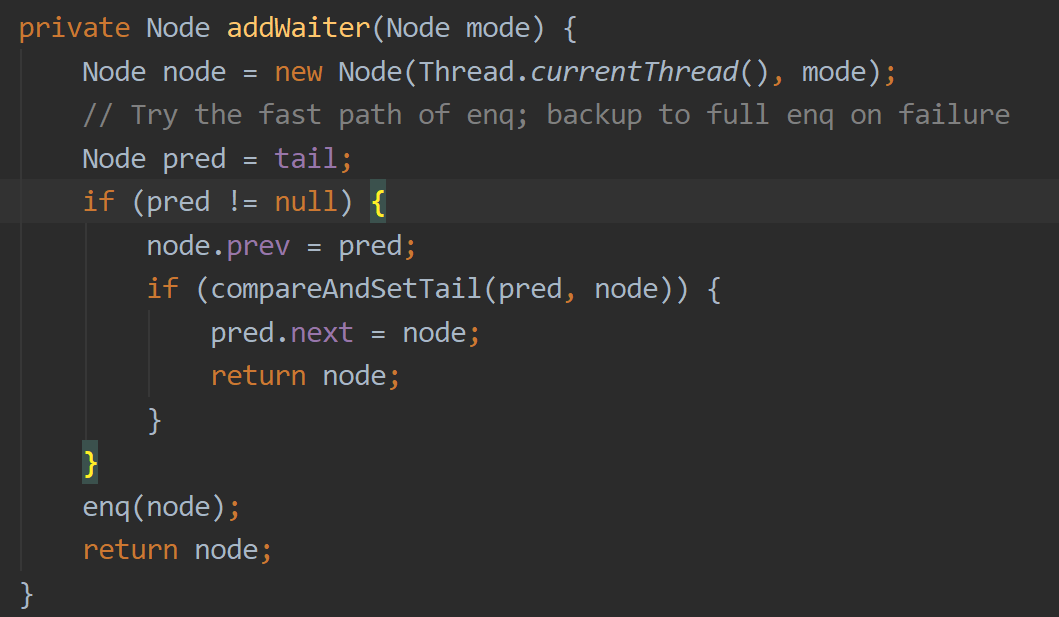 private Node addWaiter(Node mode) {
    Node node = new Node(Thread.currentThread(), mode);
    // Try the fast path of enq; backup to full enq on failure
    Node pred = tail;
    if (pred != null) {
        node.prev = pred;
        if (compareAndSetTail(pred, node)) {
            pred.next = node;
            return node;
        }
    }
    enq(node);
    return node;
}